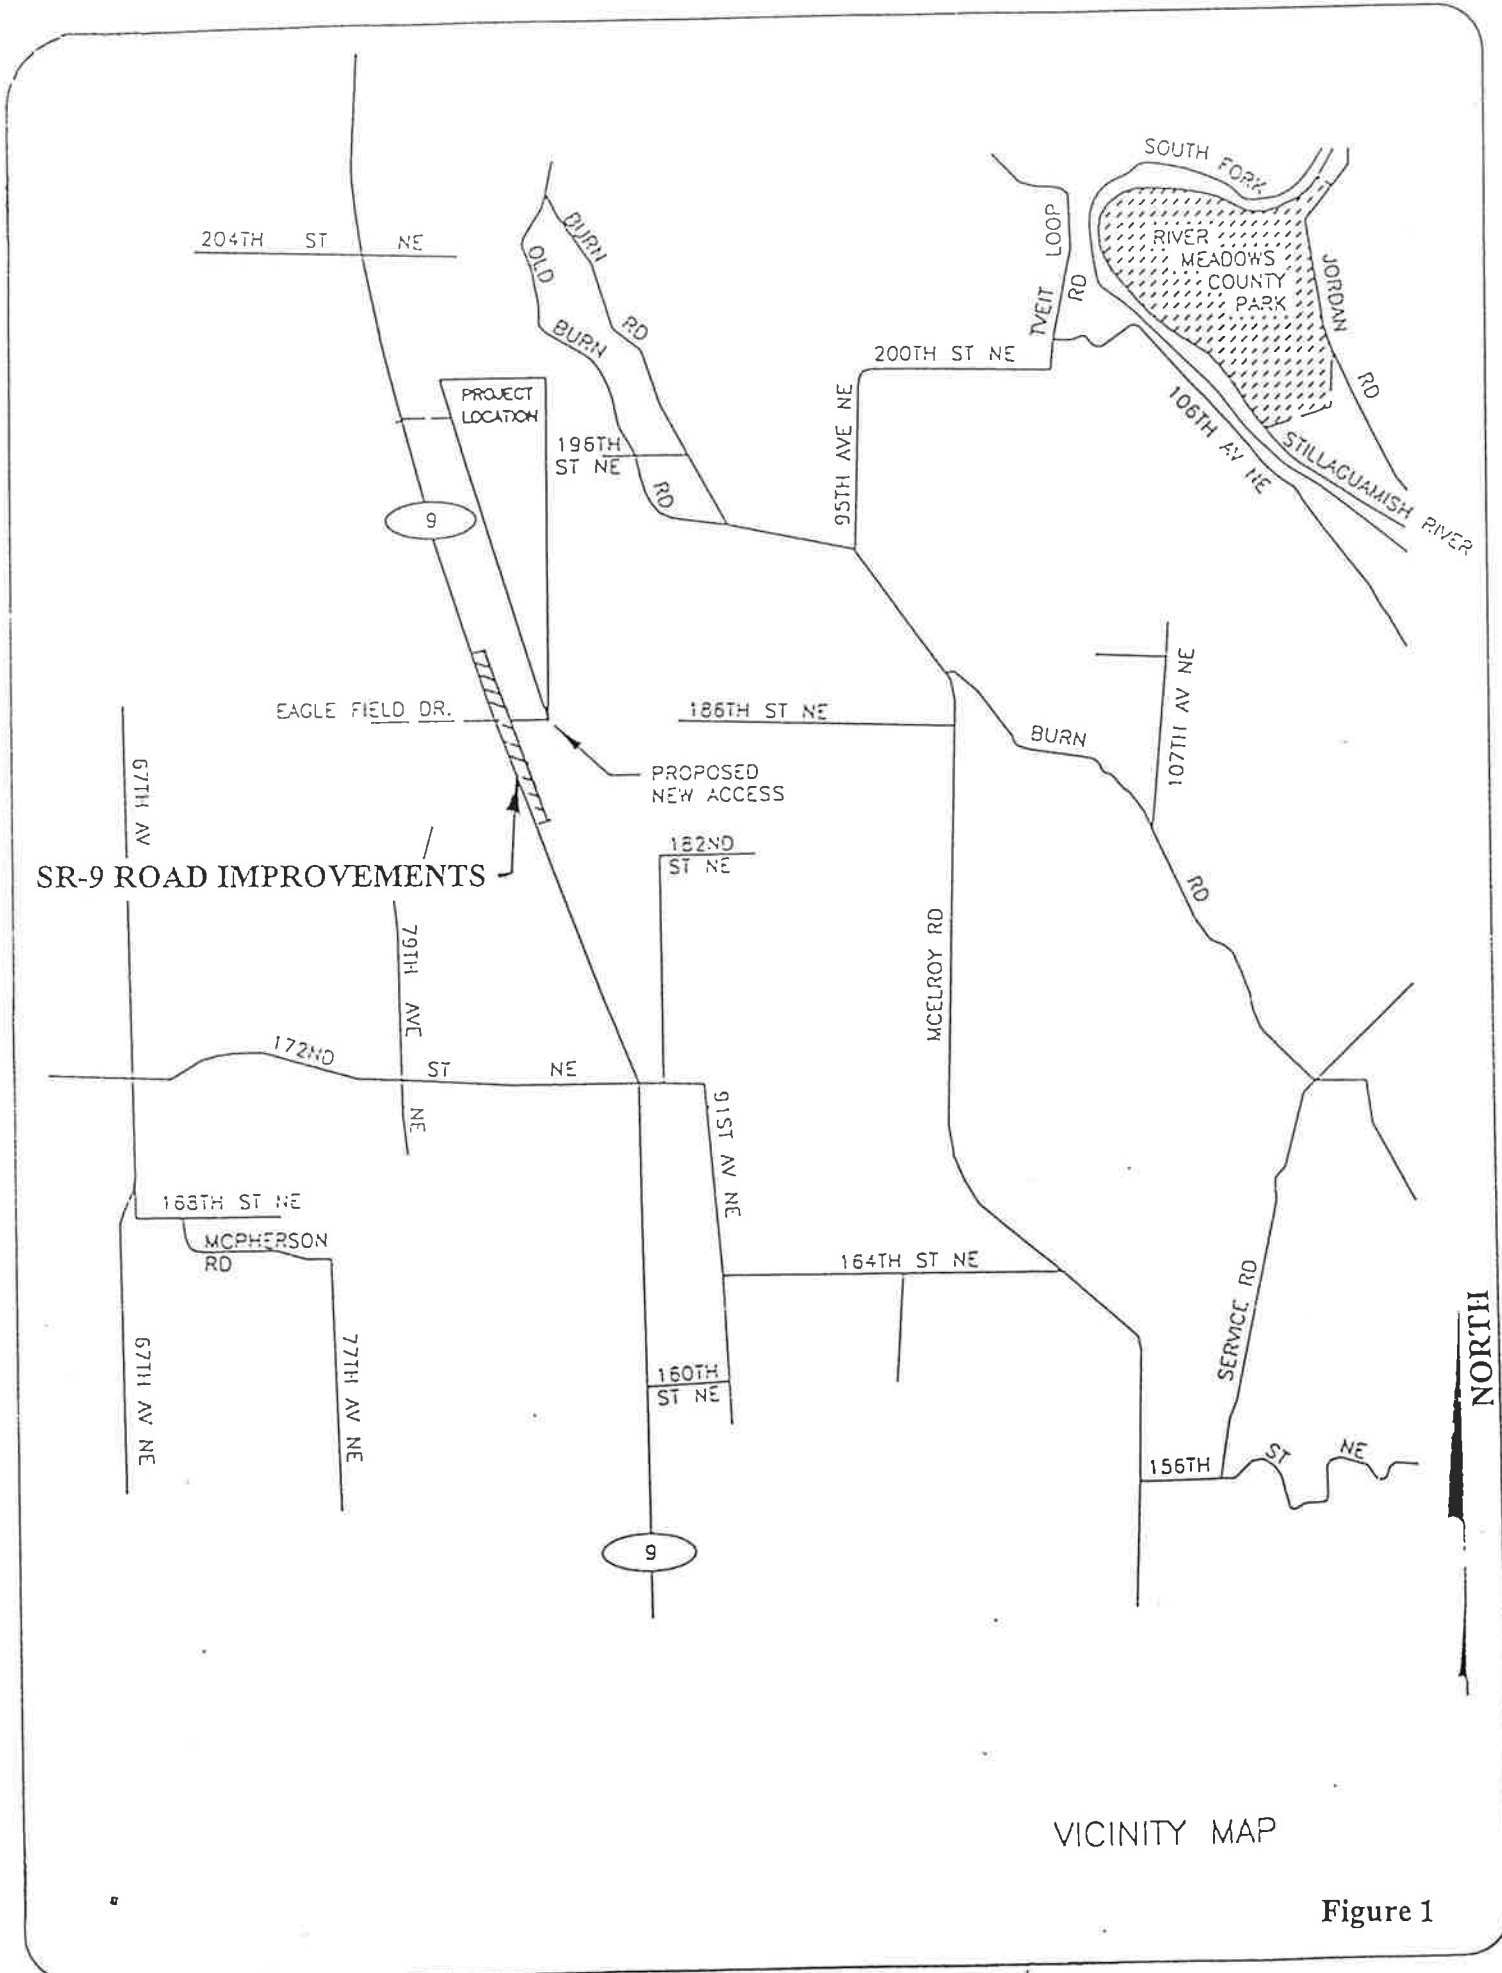 SOUTH FORK
204TH ST NE
BURN RD
OLD BURN RD
TVEIT LOOP RD
RIVER
MEADOWS
COUNTY
PARK
JORDAN RD
200TH ST NE
PROJECT
LOCATION
196TH
ST NE
95TH AVE NE
106TH AV NE
STILLAGUAMISH RIVER
9
EAGLE FIELD DR.
186TH ST NE
107TH AV NE
BURN RD
PROPOSED
NEW ACCESS
67TH AV
182ND
ST NE
SR-9 ROAD IMPROVEMENTS
79TH AVE NE
MCELROY RD
172ND ST NE
91ST AV NE
168TH ST NE
MCPHERSON
RD
164TH ST NE
SERVICE RD
NORTH
67TH AV NE
77TH AV NE
160TH
ST NE
156TH ST NE
9
VICINITY MAP
Figure 1